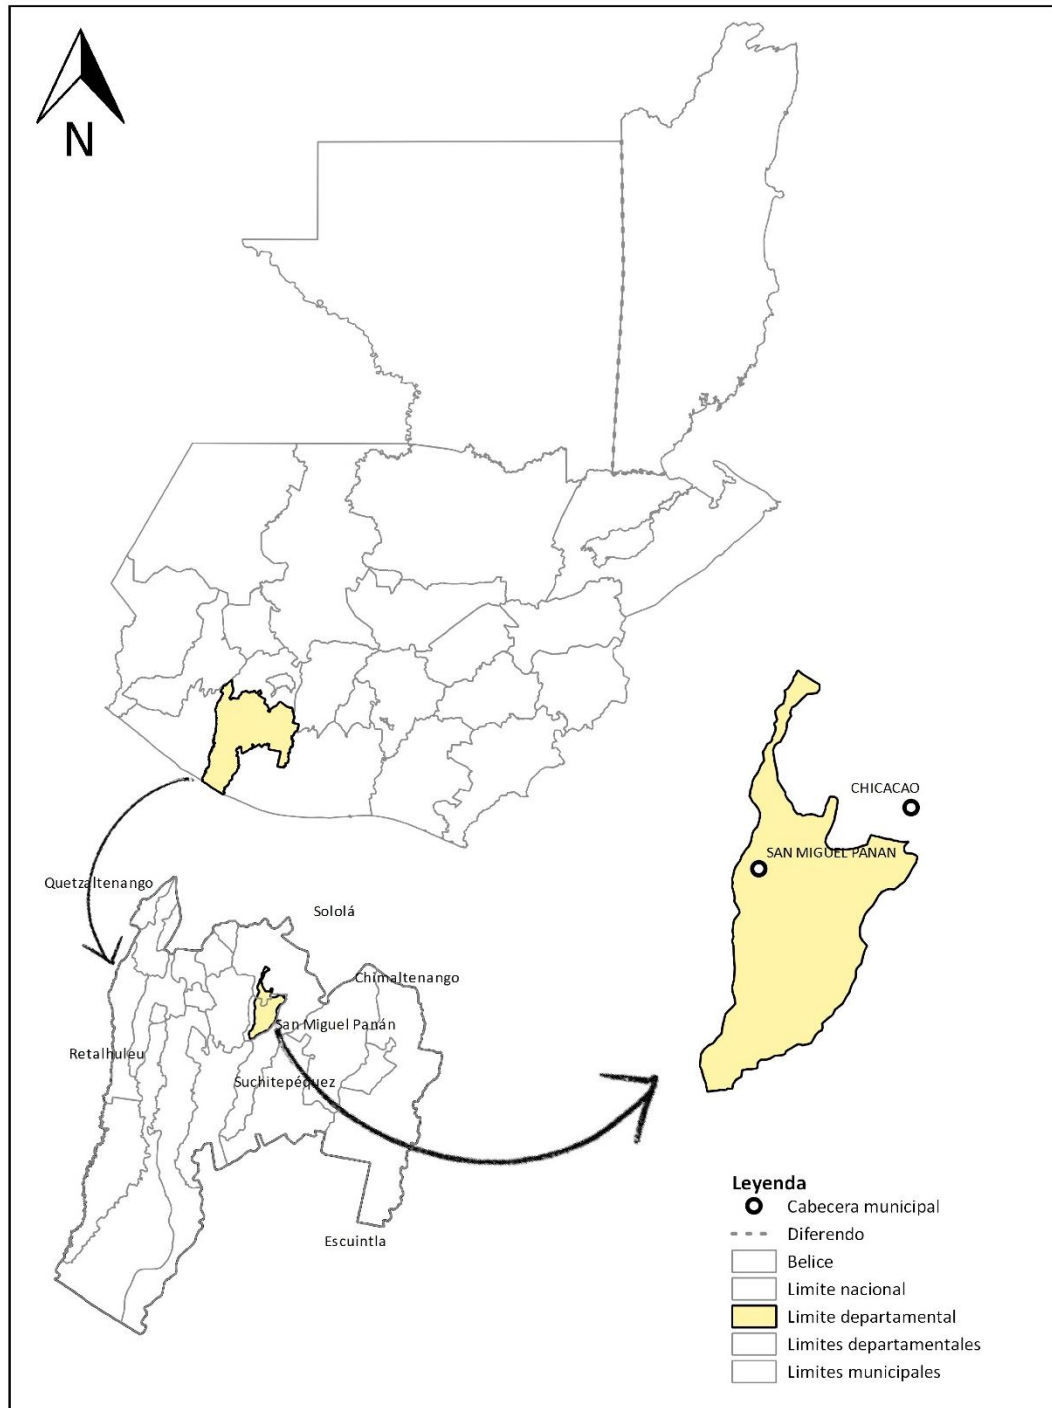 N
CHICACAO
SAN MIGUEL PANAN
Quetzaltenango
Sololá
Chimaltenango
San Miguel Panán
Retalhuleu
Suchitepéquez
Escuintla
Leyenda
Cabecera municipal
Diferendo
Belice
Limite nacional
Limite departamental
Limites departamentales
Limites municipales